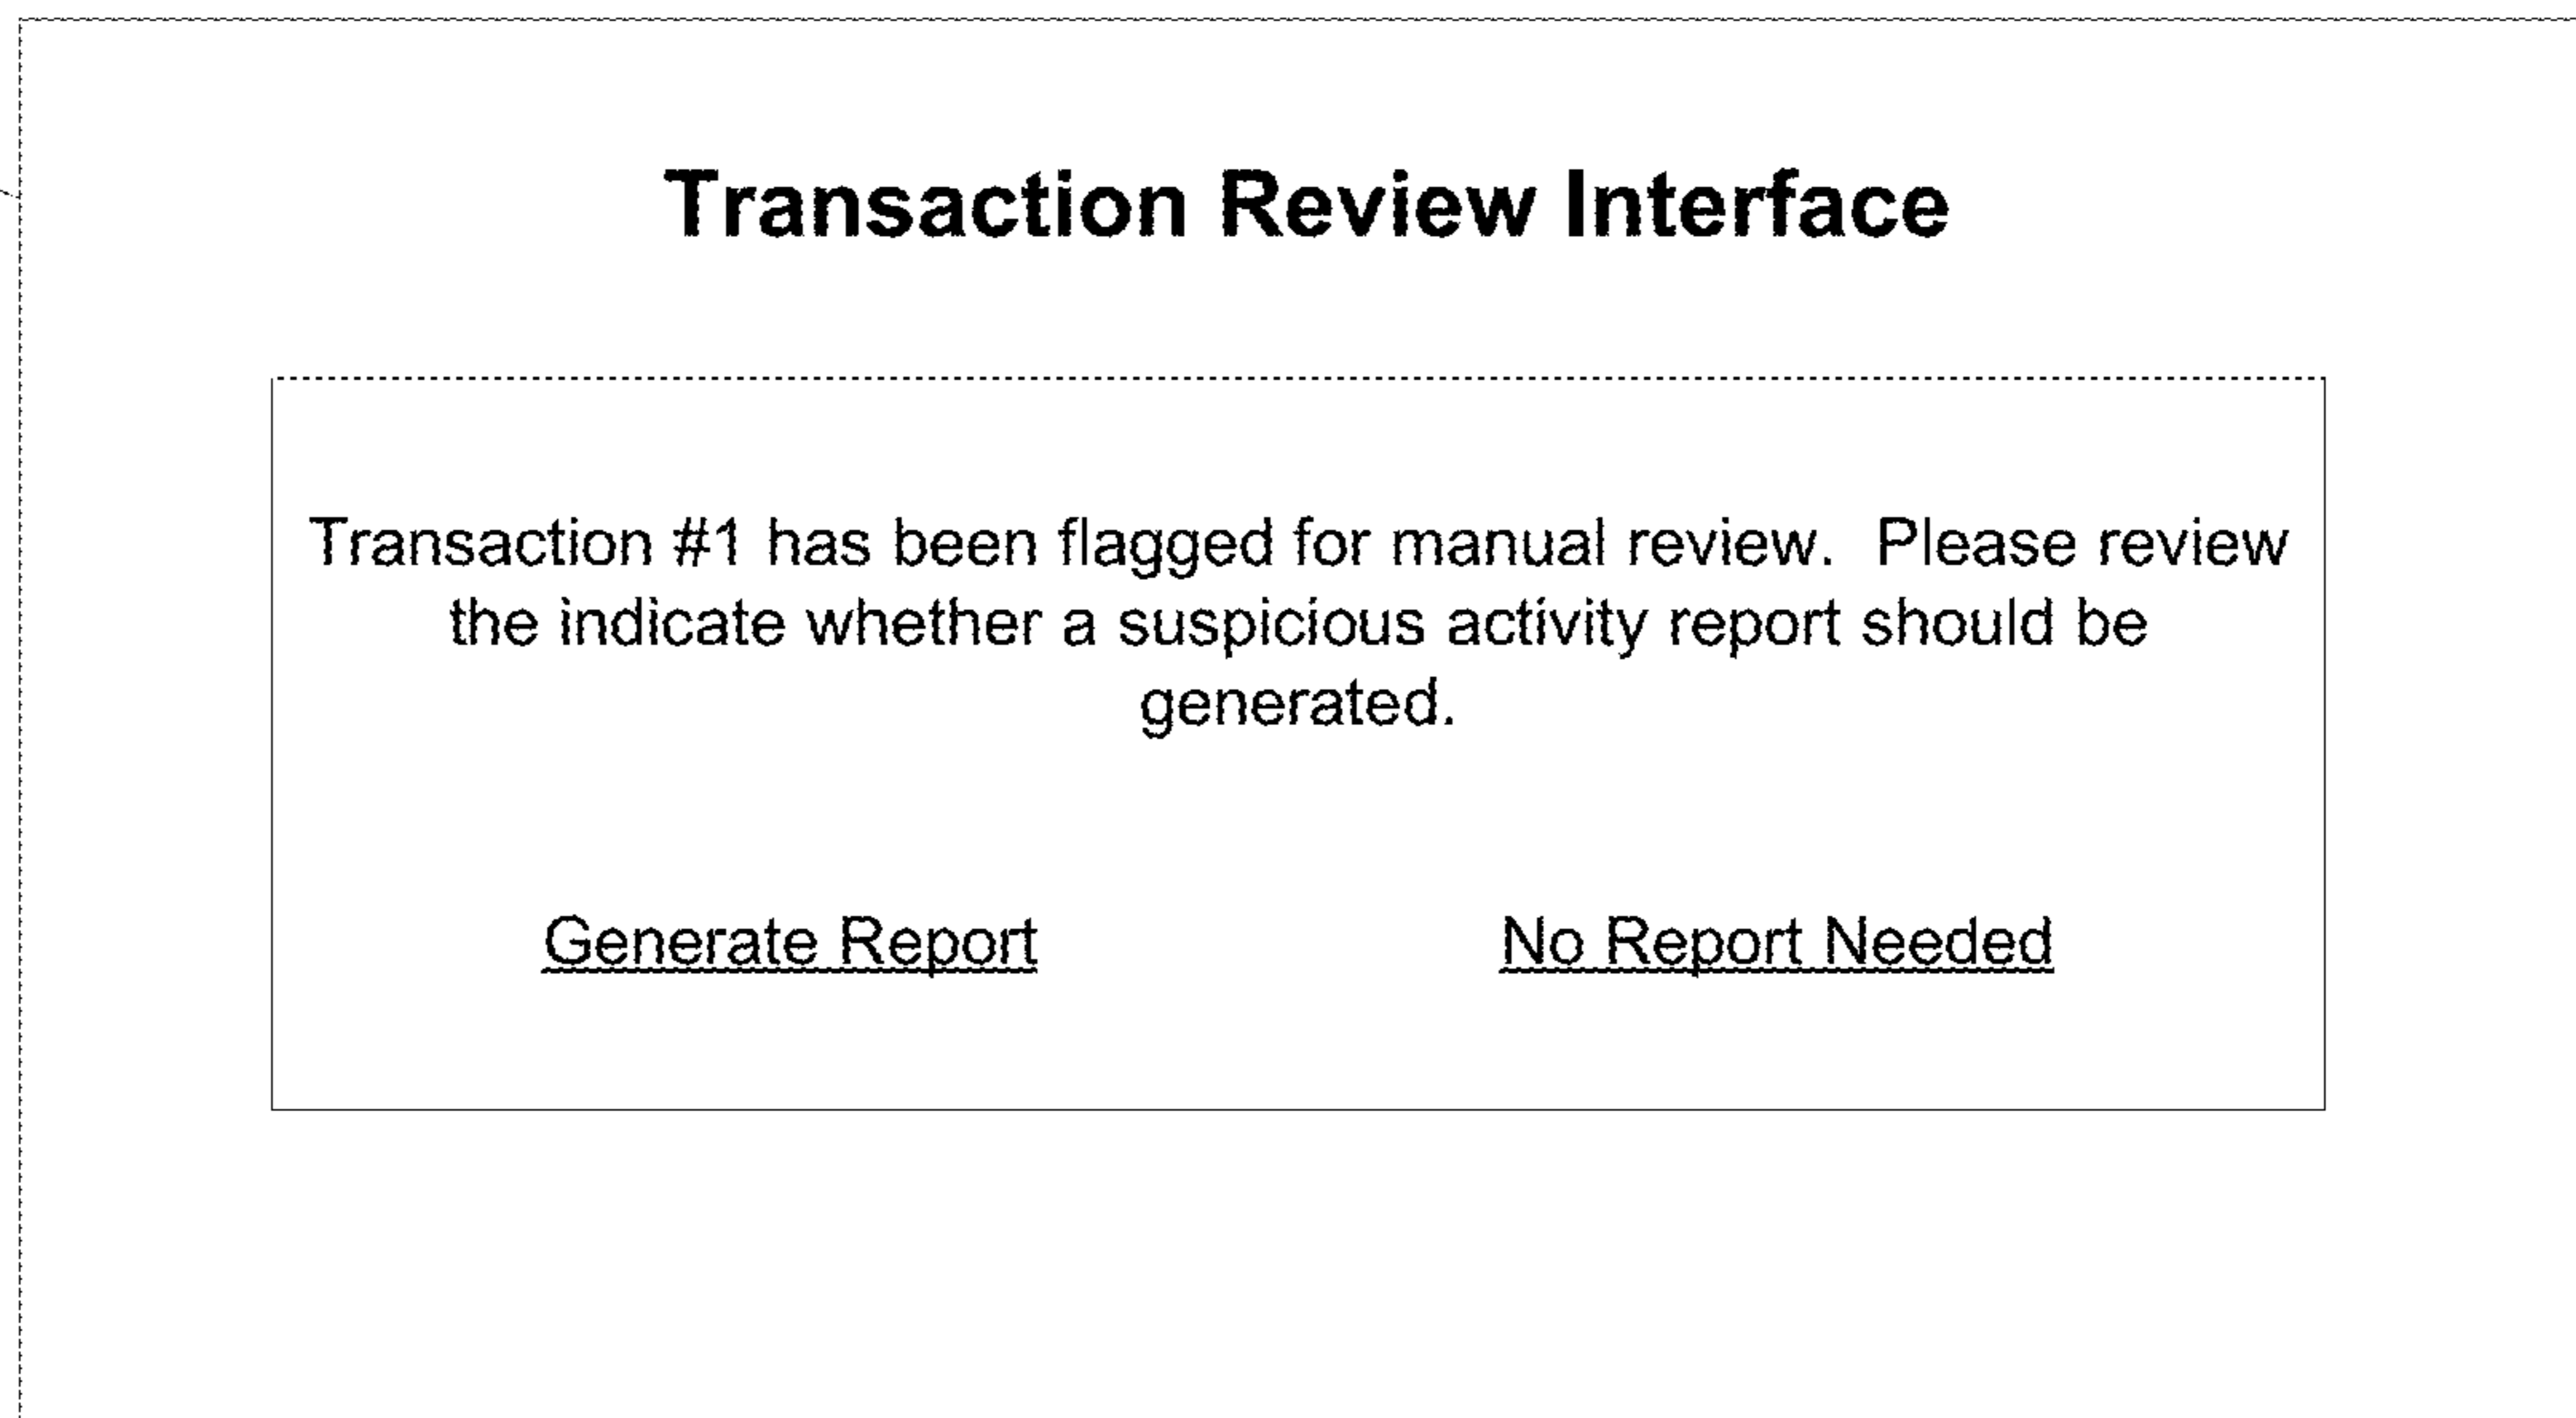 Transaction Review Interface
Transaction #1 has been flagged for manual review.  Please review
the indicate whether a suspicious activity report should be
generated.
Generate Report
No Report Needed